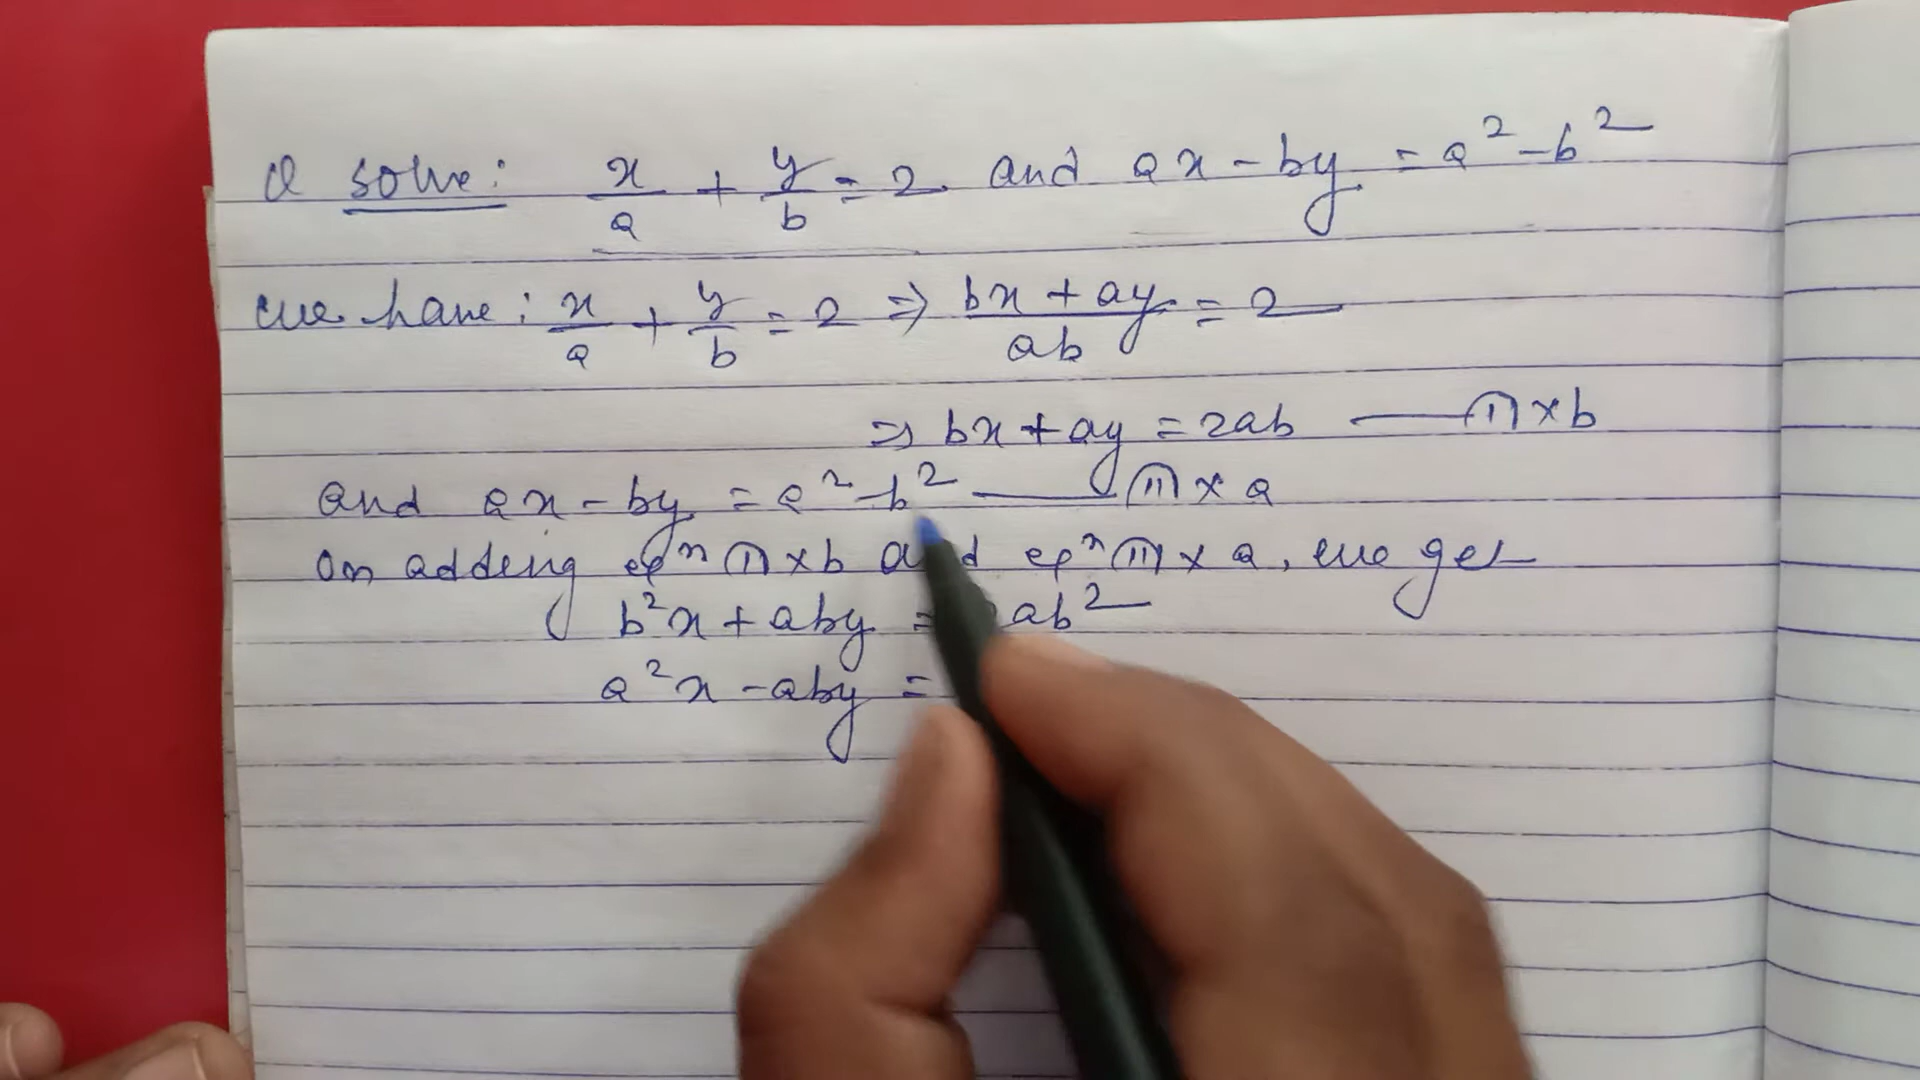 Q solve: x/a + y/b = 2 and ax - by = a² - b²
we have: x/a + y/b = 2 ⇒ (bx + ay)/ab = 2
⇒ bx + ay = 2ab —— (I) × b
and ax - by = a² - b² —— (II) × a
On adding eqⁿ (I) × b and eqⁿ (II) × a, we get
b²x + aby = ab²
a²x - aby =